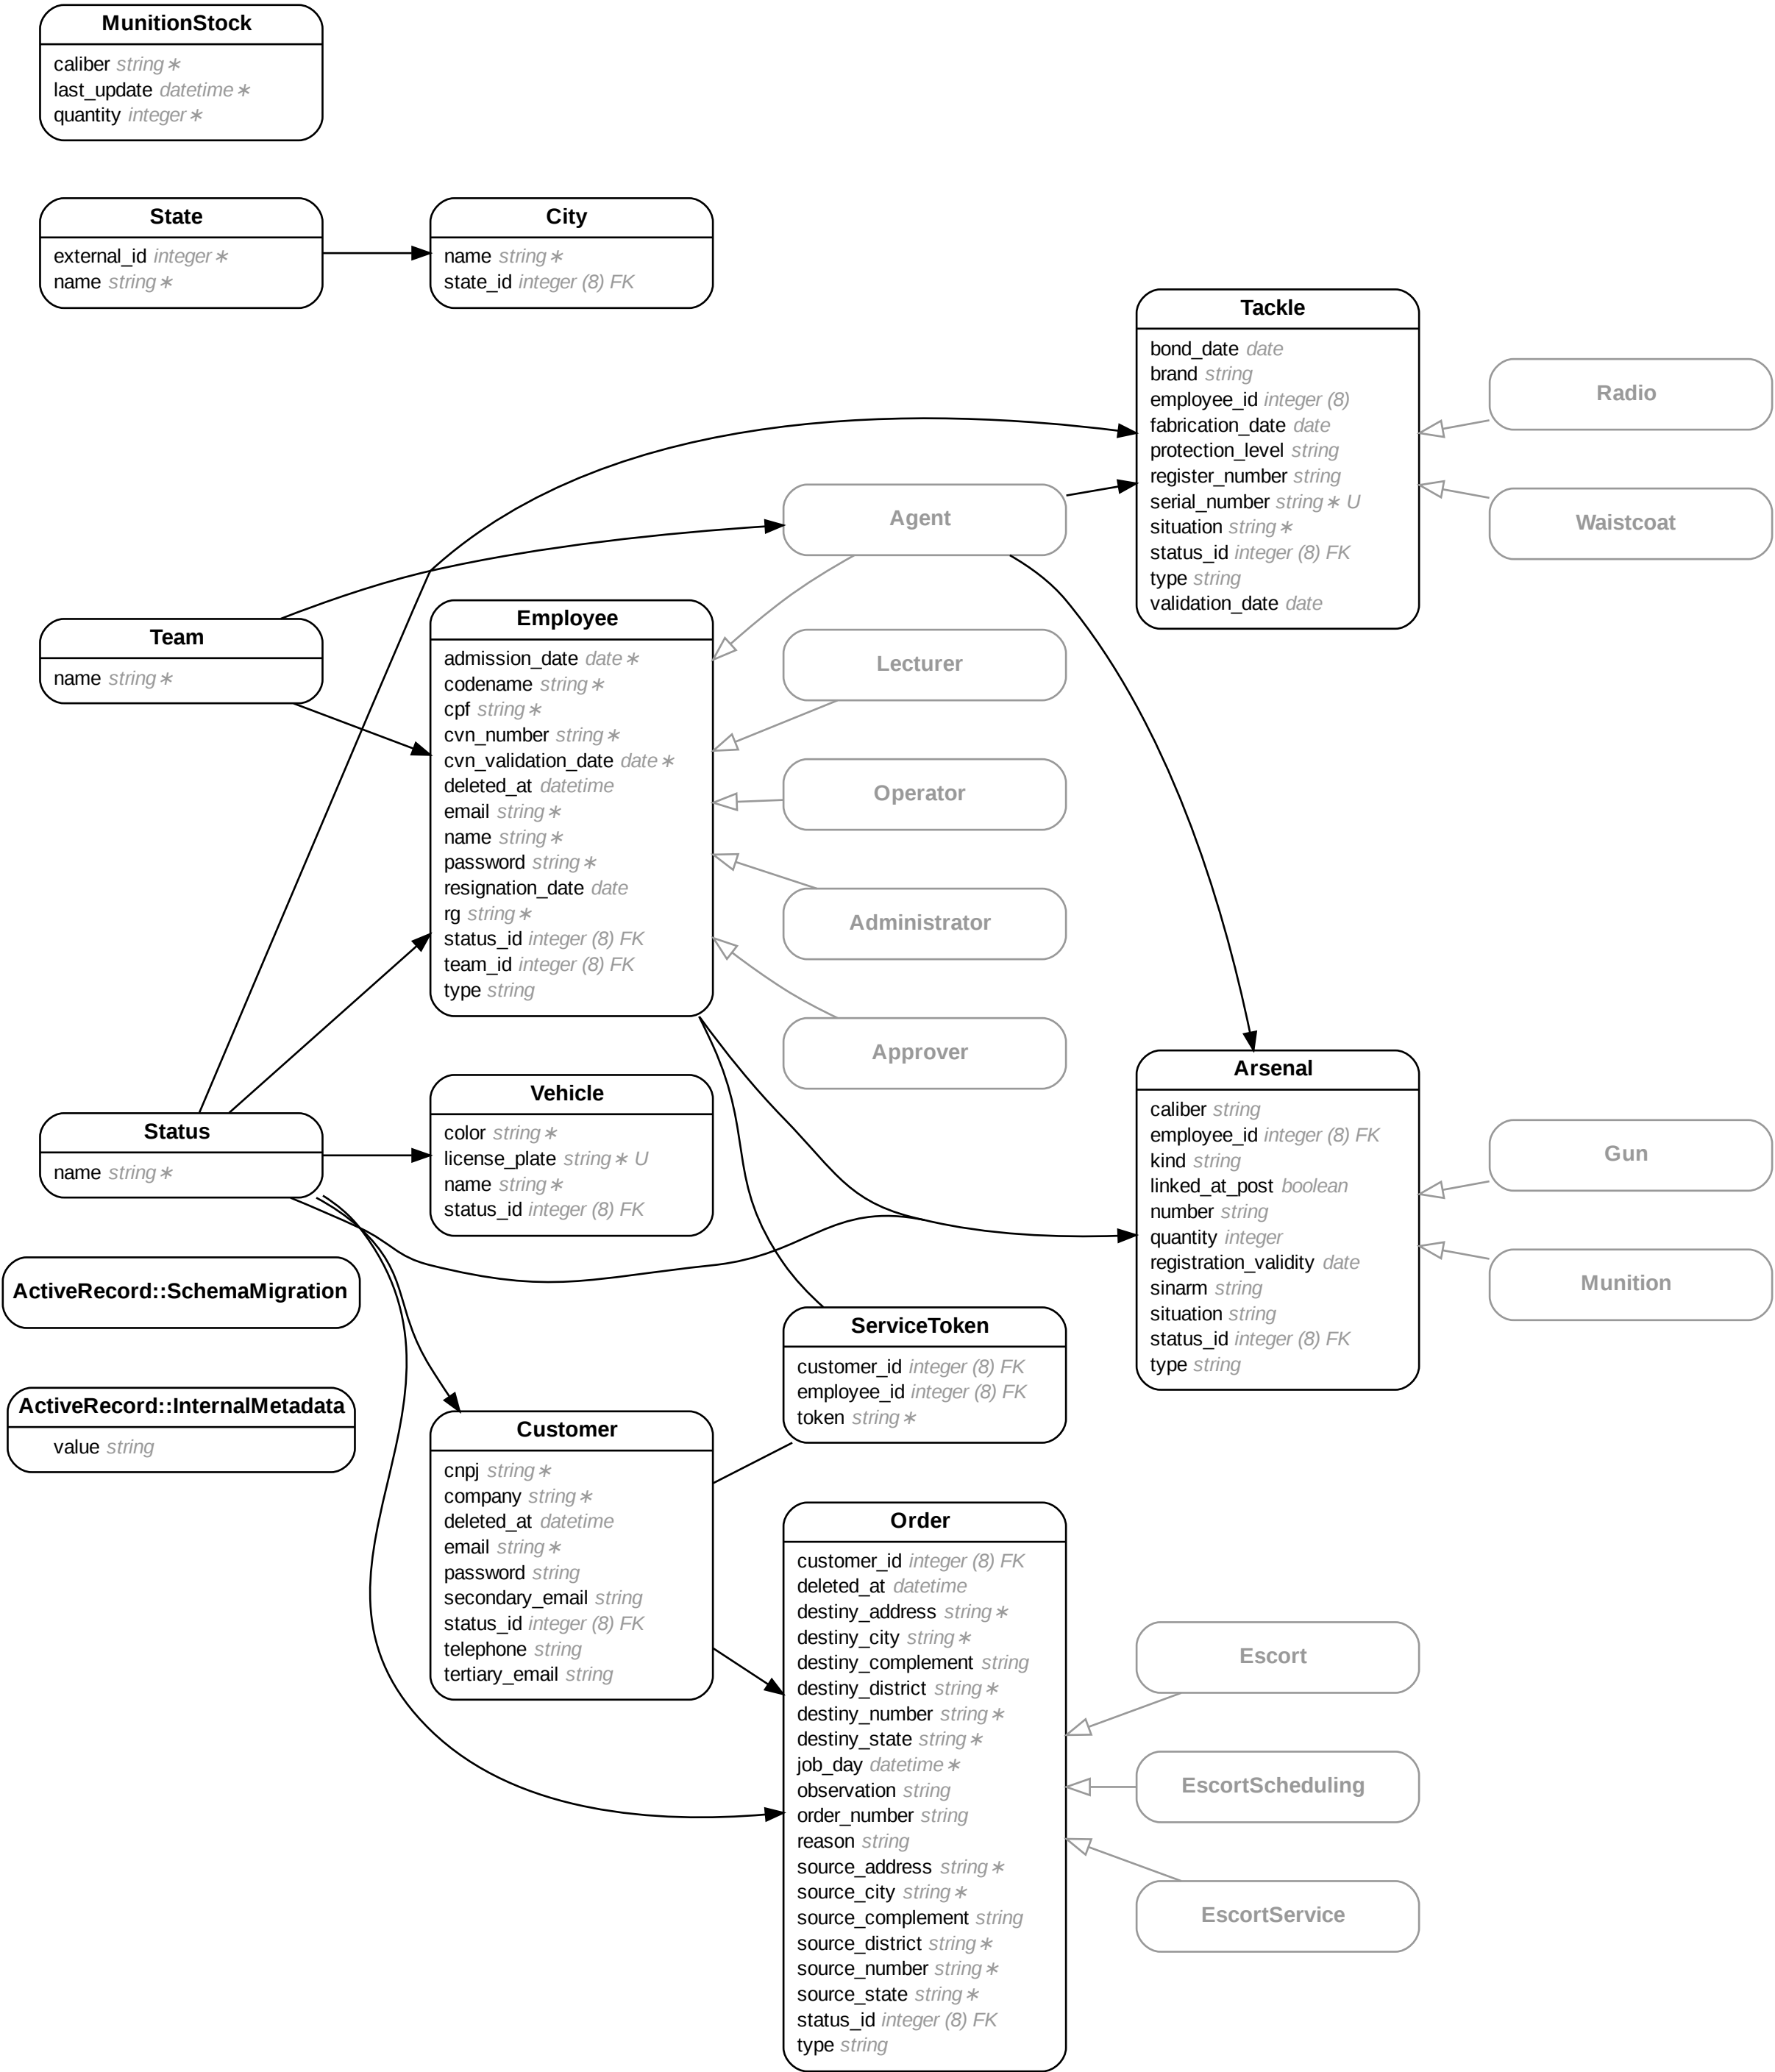 MunitionStock
caliber string ∗
last_update datetime ∗
quantity integer ∗
State
external_id integer ∗
name string ∗
City
name string ∗
state_id integer (8) FK
Tackle
bond_date date
brand string
employee_id integer (8)
fabrication_date date
protection_level string
register_number string
serial_number string ∗ U
situation string ∗
status_id integer (8) FK
type string
validation_date date
Radio
Waistcoat
Agent
Team
name string ∗
Employee
admission_date date ∗
codename string ∗
cpf string ∗
cvn_number string ∗
cvn_validation_date date ∗
deleted_at datetime
email string ∗
name string ∗
password string ∗
resignation_date date
rg string ∗
status_id integer (8) FK
team_id integer (8) FK
type string
Lecturer
Operator
Administrator
Approver
Status
name string ∗
Vehicle
color string ∗
license_plate string ∗ U
name string ∗
status_id integer (8) FK
Arsenal
caliber string
employee_id integer (8) FK
kind string
linked_at_post boolean
number string
quantity integer
registration_validity date
sinarm string
situation string
status_id integer (8) FK
type string
Gun
Munition
ActiveRecord::SchemaMigration
ActiveRecord::InternalMetadata
value string
ServiceToken
customer_id integer (8) FK
employee_id integer (8) FK
token string ∗
Customer
cnpj string ∗
company string ∗
deleted_at datetime
email string ∗
password string
secondary_email string
status_id integer (8) FK
telephone string
tertiary_email string
Order
customer_id integer (8) FK
deleted_at datetime
destiny_address string ∗
destiny_city string ∗
destiny_complement string
destiny_district string ∗
destiny_number string ∗
destiny_state string ∗
job_day datetime ∗
observation string
order_number string
reason string
source_address string ∗
source_city string ∗
source_complement string
source_district string ∗
source_number string ∗
source_state string ∗
status_id integer (8) FK
type string
Escort
EscortScheduling
EscortService